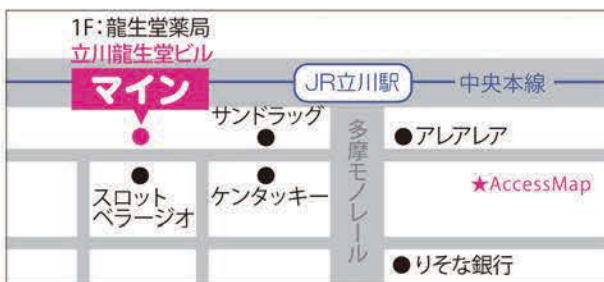 1F：龍生堂薬局
立川龍生堂ビル
マイン
JR立川駅
中央本線
サンドラッグ
多摩モノレール
アレアレア
スロット
ベラージオ
ケンタッキー
★AccessMap
りそな銀行